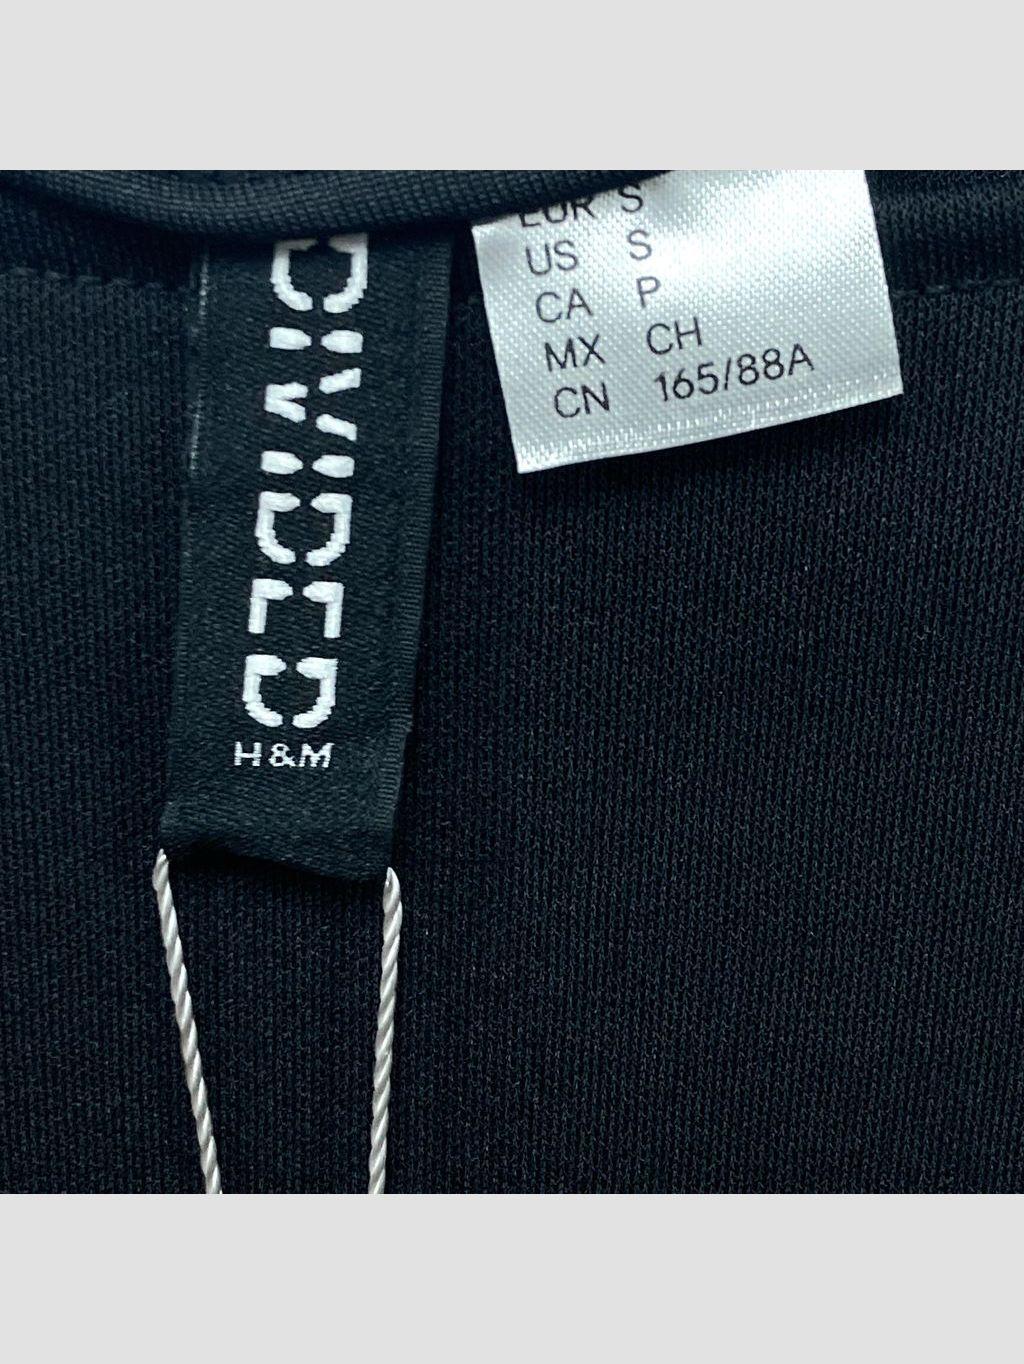 DIVIDED
H&M
EUR S
US S
CA P
MX CH
CN 165/88A